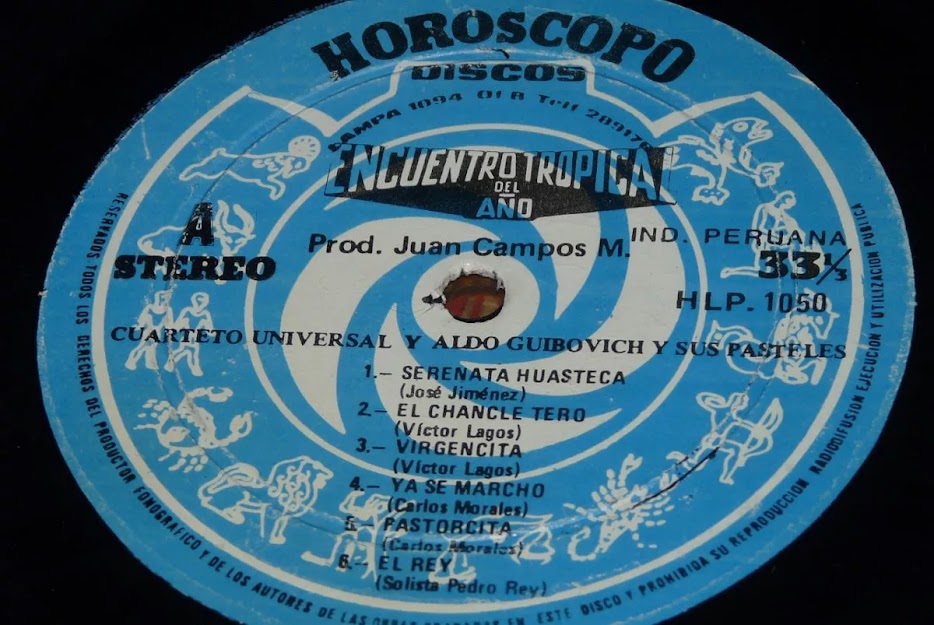 HOROSCOPO
DISCOS
CAMPA 1094 Of B Telf 28917
ENCUENTRO TROPICAL
DEL
AÑO
A
STEREO
Prod. Juan Campos M.
IND. PERUANA
33⅓
HLP. 1050
CUARTETO UNIVERSAL Y ALDO GUIBOVICH Y SUS PASTELES
1.- SERENATA HUASTECA
(José Jiménez)
2.- EL CHANCLE TERO
(Víctor Lagos)
3.- VIRGENCITA
(Víctor Lagos)
4.- YA SE MARCHO
(Carlos Morales)
5.- PASTORCITA
(Carlos Morales)
6.- EL REY
(Solista Pedro Rey)
RESERVADOS TODOS LOS DERECHOS DEL PRODUCTOR FONOGRAFICO Y DE LOS AUTORES DE LAS OBRAS EN ESTE DISCO Y PROHIBIDA SU REPRODUCCION RADIODIFUSION EJECUCION Y UTILIZACION PUBLICA